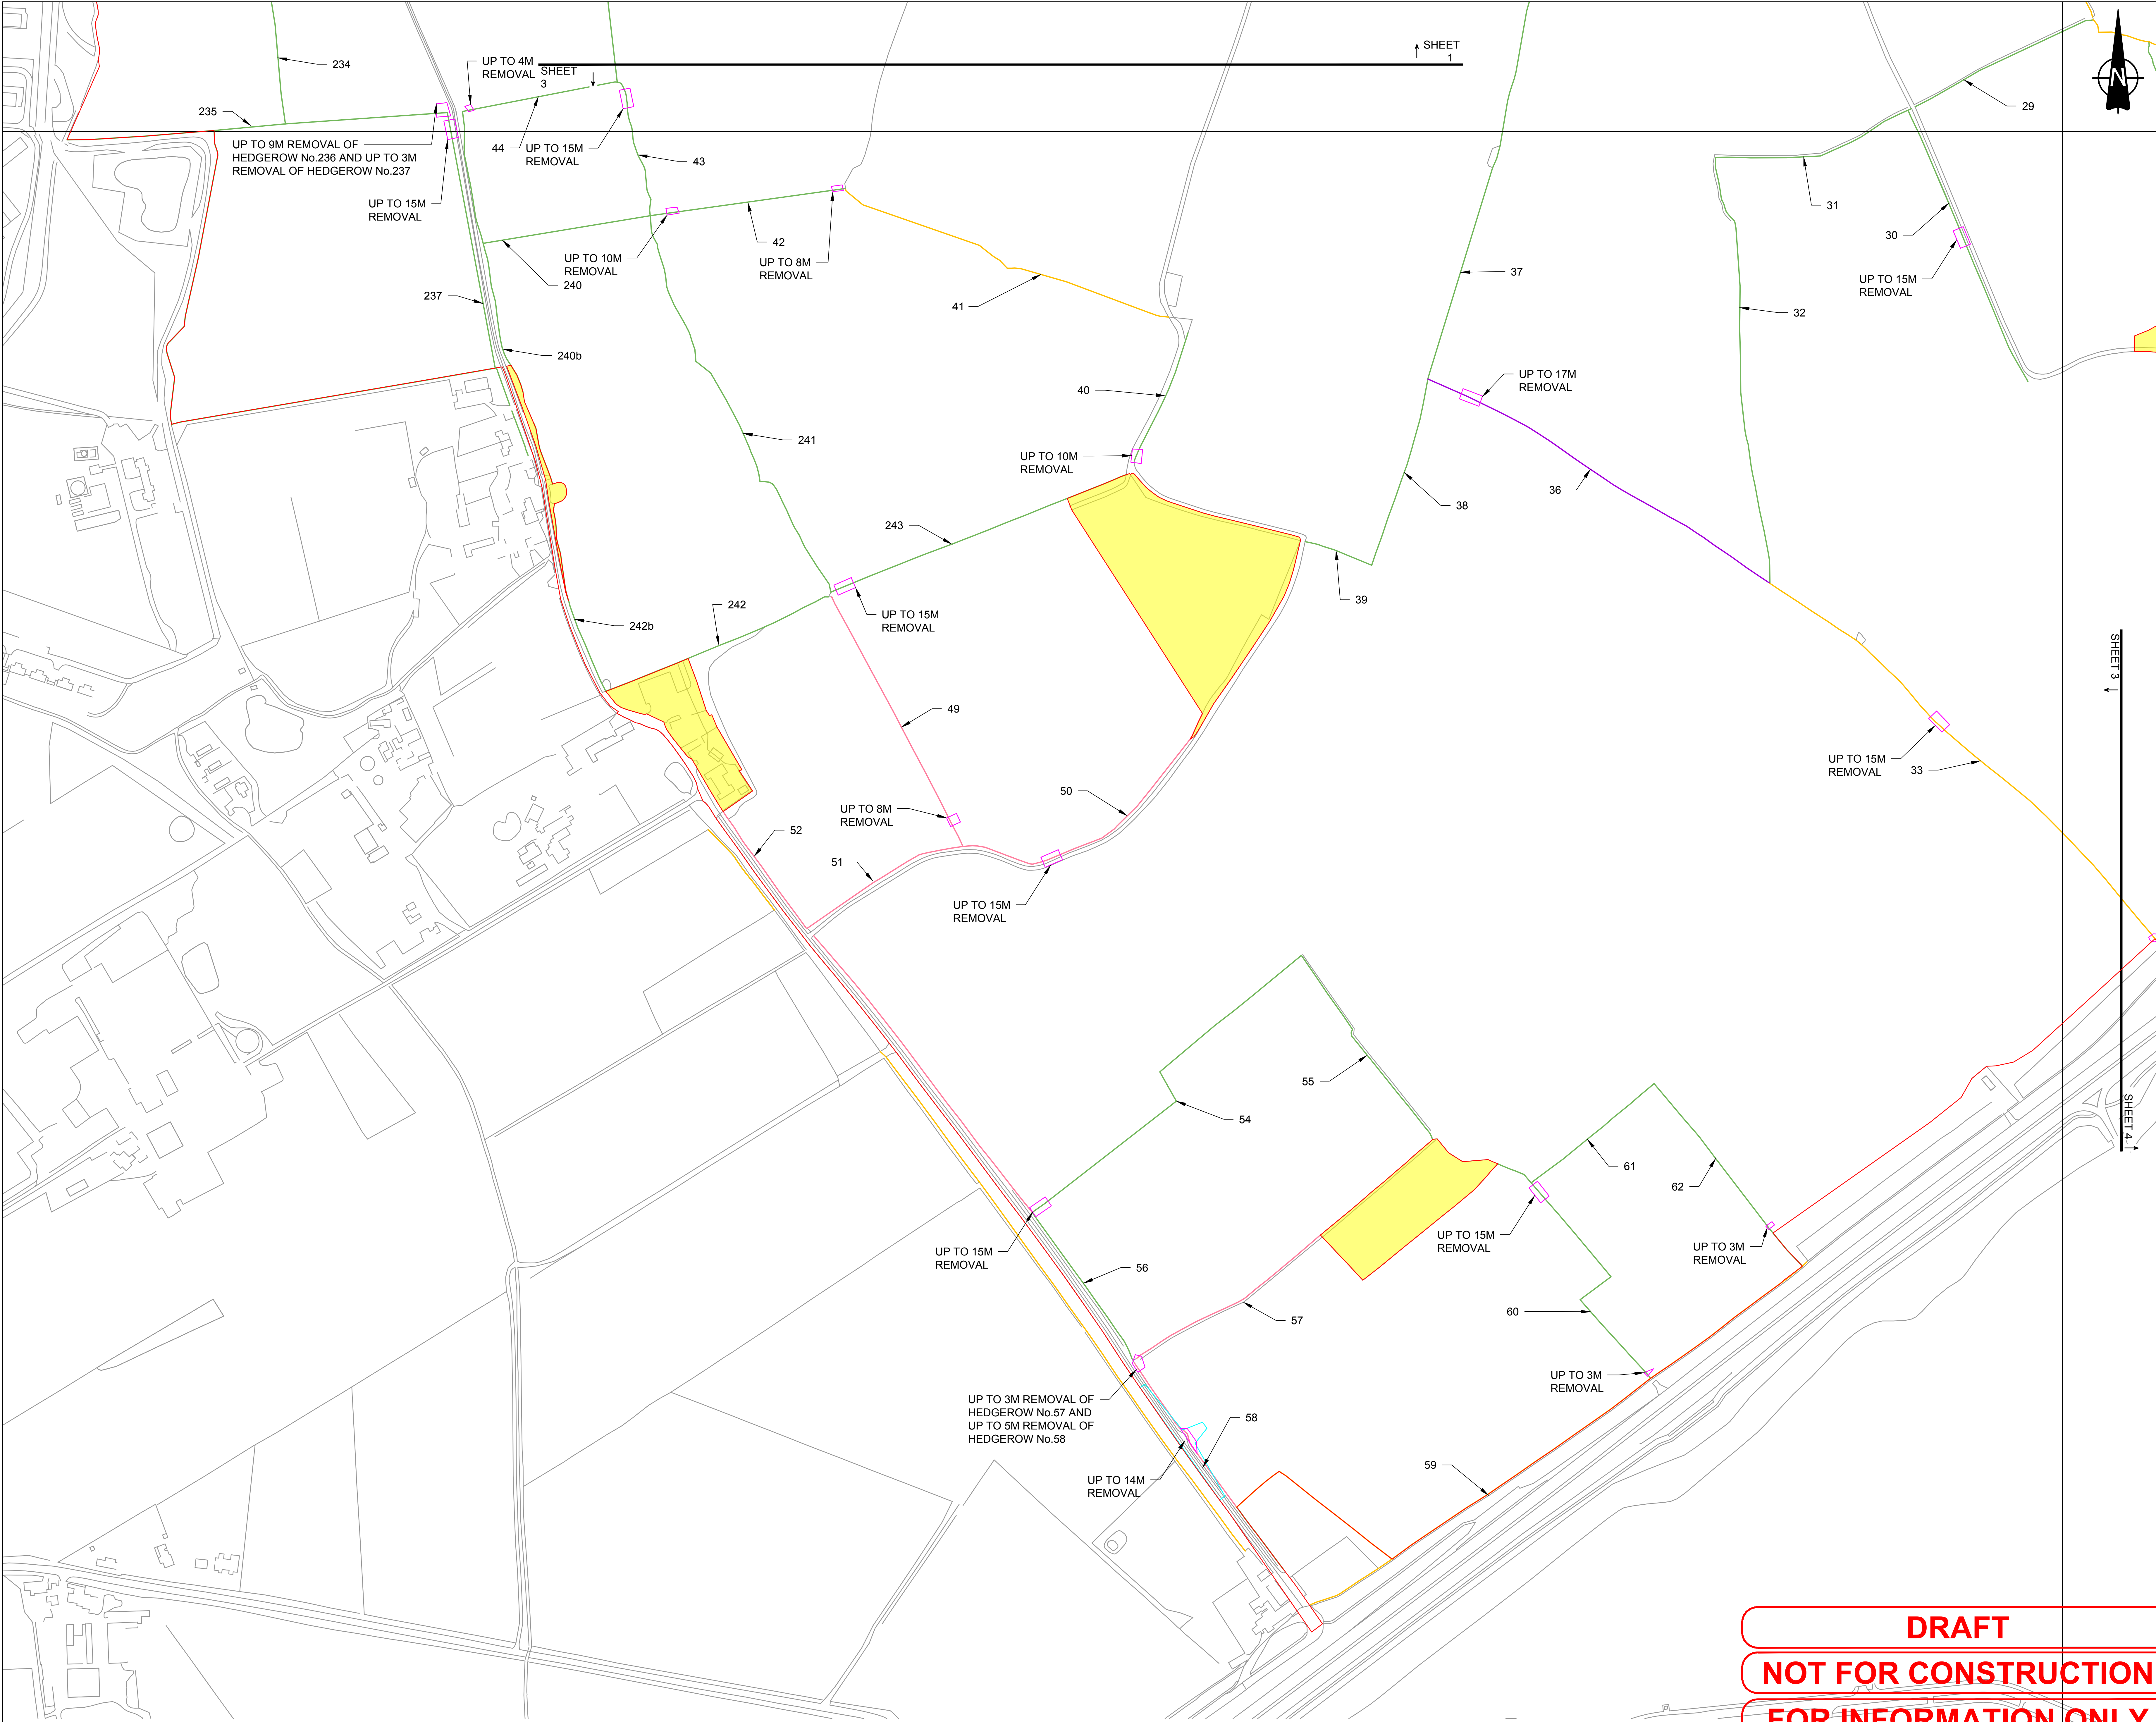 SHEET
1
UP TO 4M
REMOVAL
SHEET
3
234
235
N
29
UP TO 9M REMOVAL OF
HEDGEROW No.236 AND UP TO 3M
REMOVAL OF HEDGEROW No.237
44
UP TO 15M
REMOVAL
43
UP TO 15M
REMOVAL
31
30
42
UP TO 10M
REMOVAL
240
UP TO 8M
REMOVAL
37
UP TO 15M
REMOVAL
237
41
32
240b
UP TO 17M
REMOVAL
40
241
UP TO 10M
REMOVAL
36
38
243
39
242
UP TO 15M
REMOVAL
242b
SHEET 3
49
UP TO 15M
REMOVAL
33
50
UP TO 8M
REMOVAL
52
51
UP TO 15M
REMOVAL
55
54
SHEET 4
61
62
UP TO 15M
REMOVAL
UP TO 15M
REMOVAL
UP TO 3M
REMOVAL
56
57
60
UP TO 3M
REMOVAL
UP TO 3M REMOVAL OF
HEDGEROW No.57 AND
UP TO 5M REMOVAL OF
HEDGEROW No.58
58
59
UP TO 14M
REMOVAL
DRAFT
NOT FOR CONSTRUCTION
FOR INFORMATION ONLY